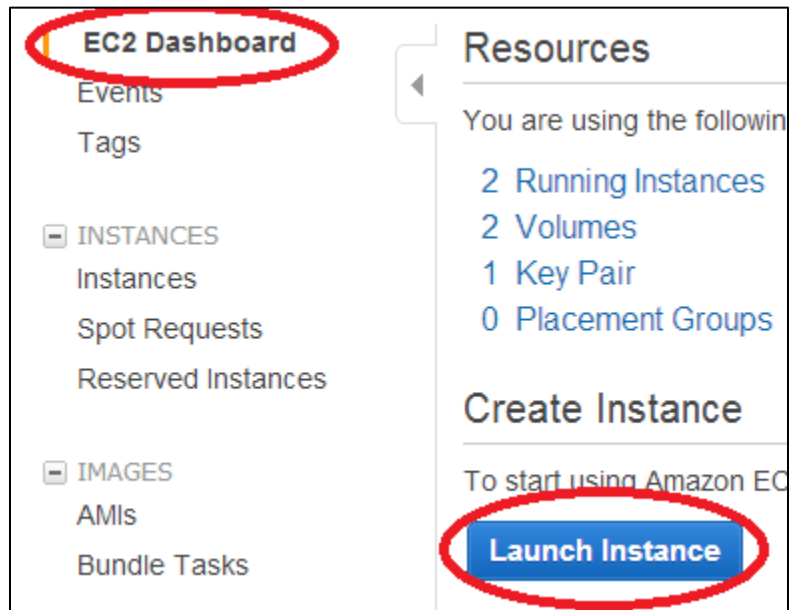 EC2 Dashboard
Events
Tags
INSTANCES
Instances
Spot Requests
Reserved Instances
IMAGES
AMIs
Bundle Tasks
Resources
You are using the followin
2 Running Instances
2 Volumes
1 Key Pair
0 Placement Groups
Create Instance
To start using Amazon EC
Launch Instance